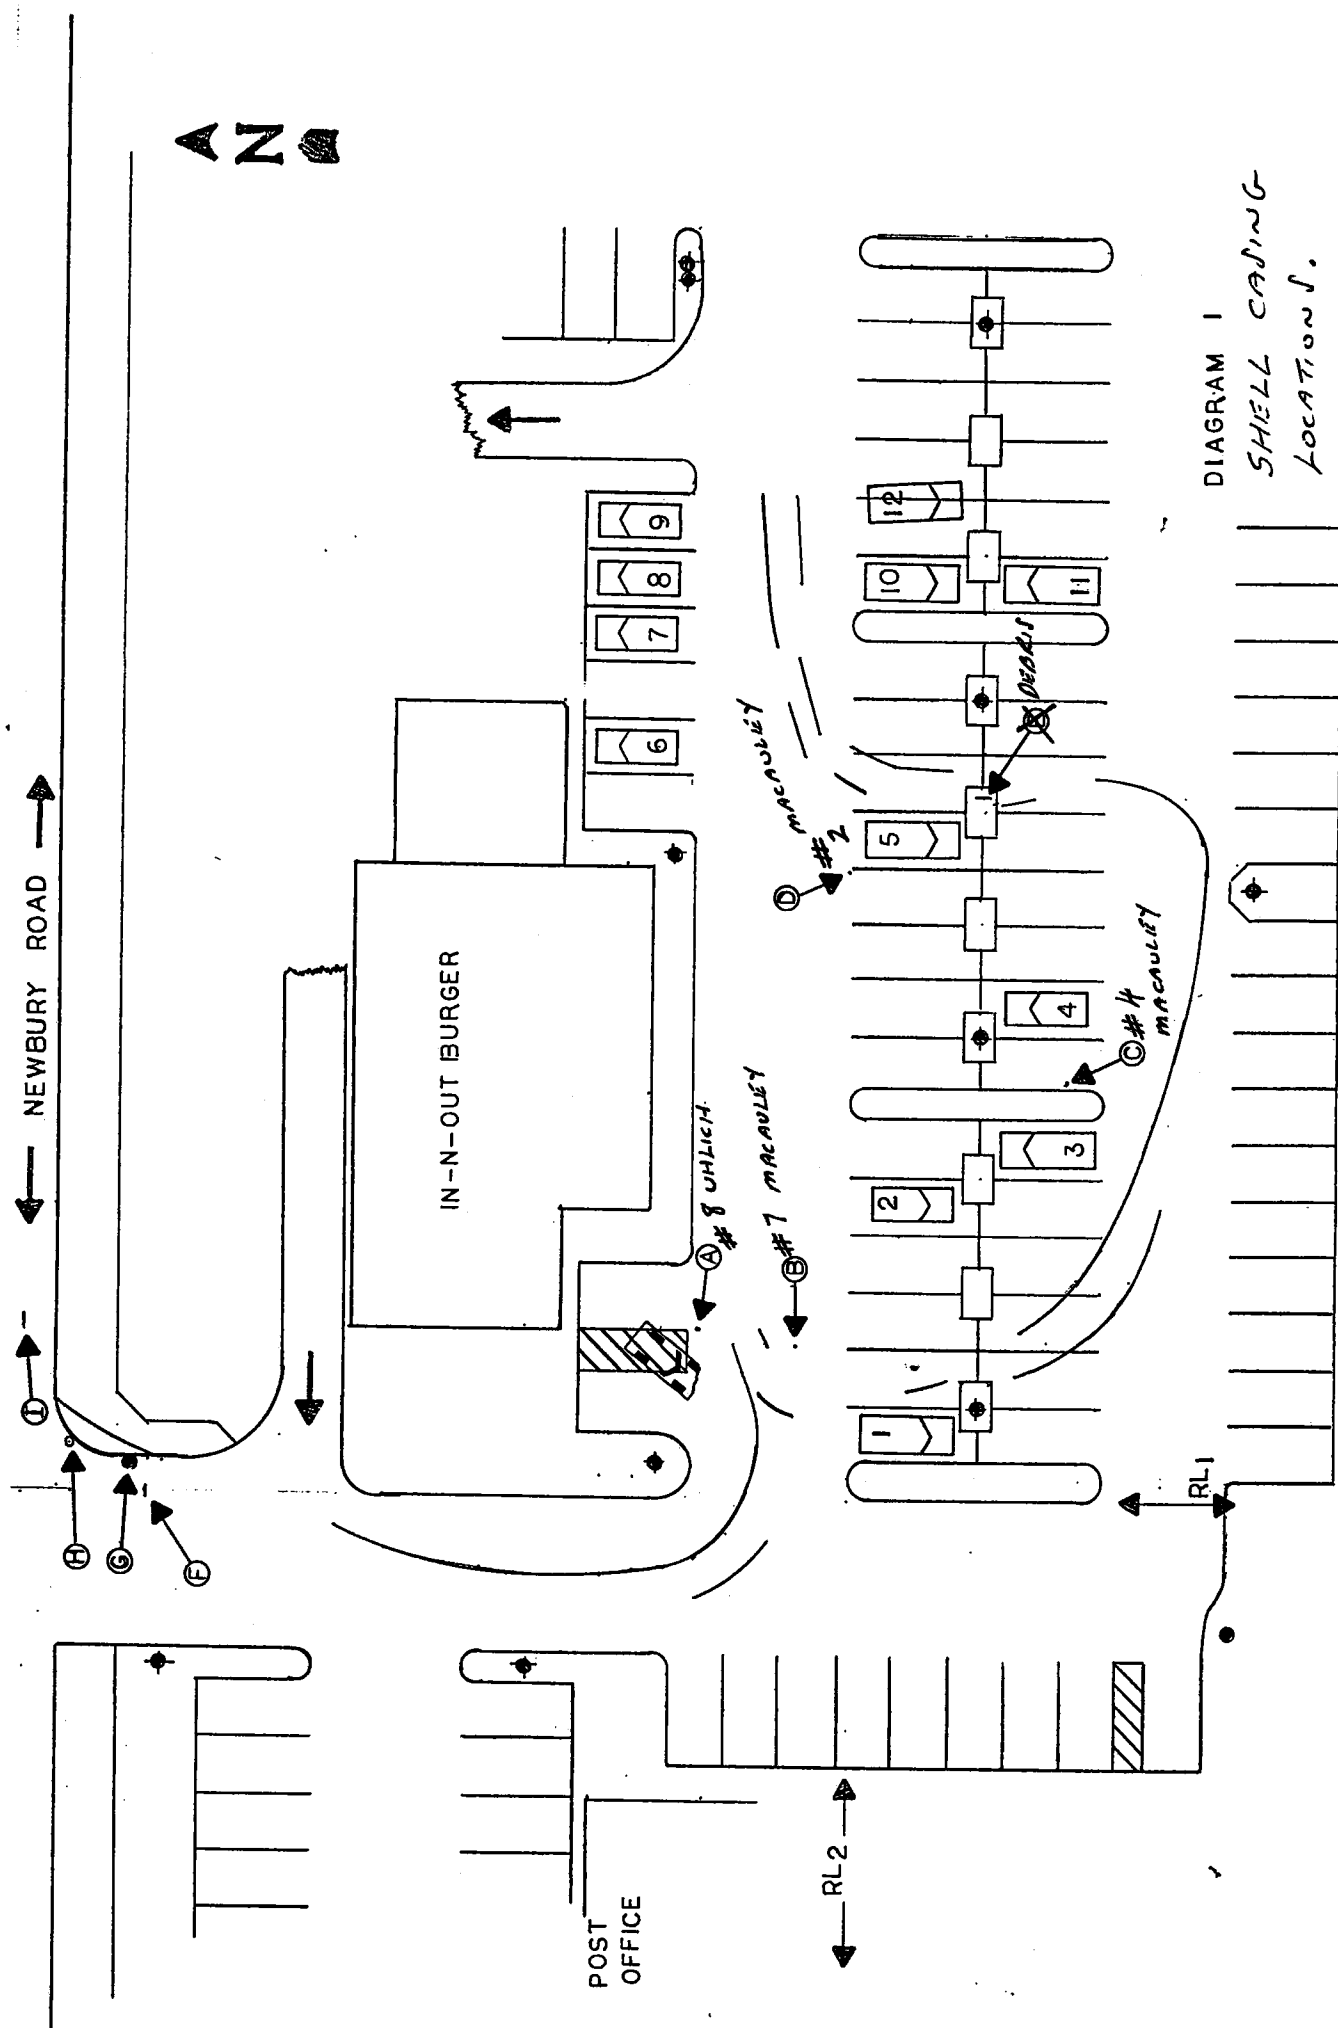 NEWBURY ROAD
N
I
H
G
F
IN-N-OUT BURGER
POST
OFFICE
6
7
8
9
A
#8 UHLICH
B
#7 MACAULEY
D
#2
MACAULEY
C
#4
MACAULEY
DEBRIS
1
2
3
4
5
10
11
12
RL1
RL2
DIAGRAM 1
SHELL CASING
LOCATIONS.